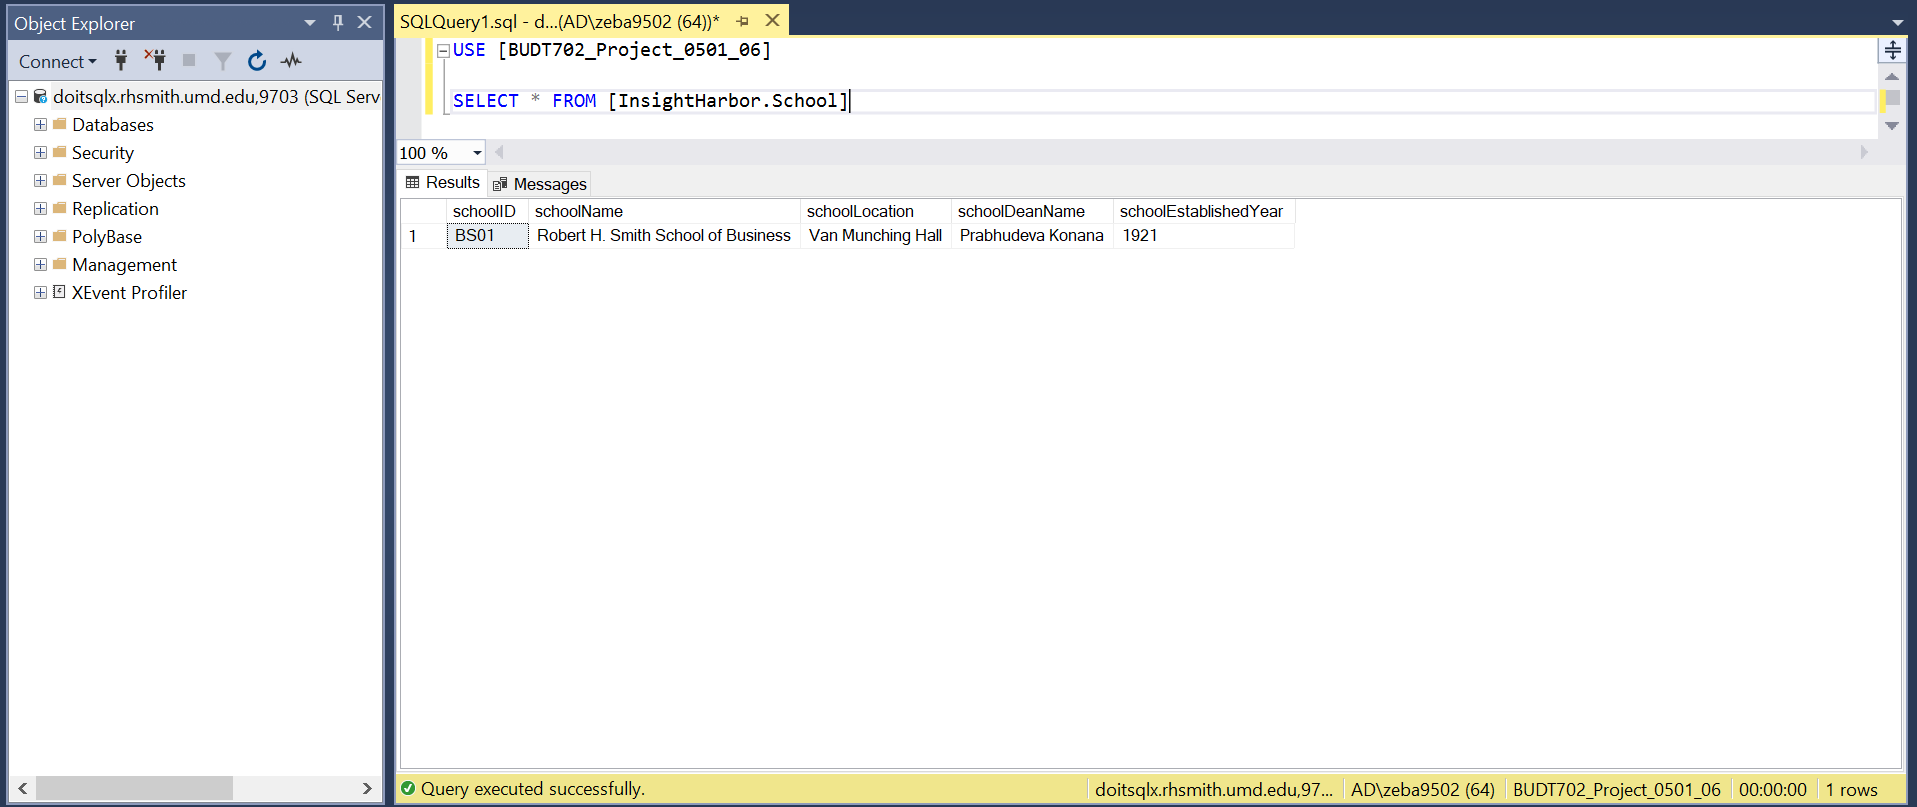 Object Explorer
Connect
doitsqlx.rhsmith.umd.edu,9703 (SQL Serv
Databases
Security
Server Objects
Replication
PolyBase
Management
XEvent Profiler
SQLQuery1.sql - d...(AD\zeba9502 (64))*
USE [BUDT702_Project_0501_06]
SELECT * FROM [InsightHarbor.School]
100 %
Results Messages
schoolID schoolName schoolLocation schoolDeanName schoolEstablishedYear
1 BS01 Robert H. Smith School of Business Van Munching Hall Prabhudeva Konana 1921
Query executed successfully. doitsqlx.rhsmith.umd.edu,97... AD\zeba9502 (64) BUDT702_Project_0501_06 00:00:00 1 rows